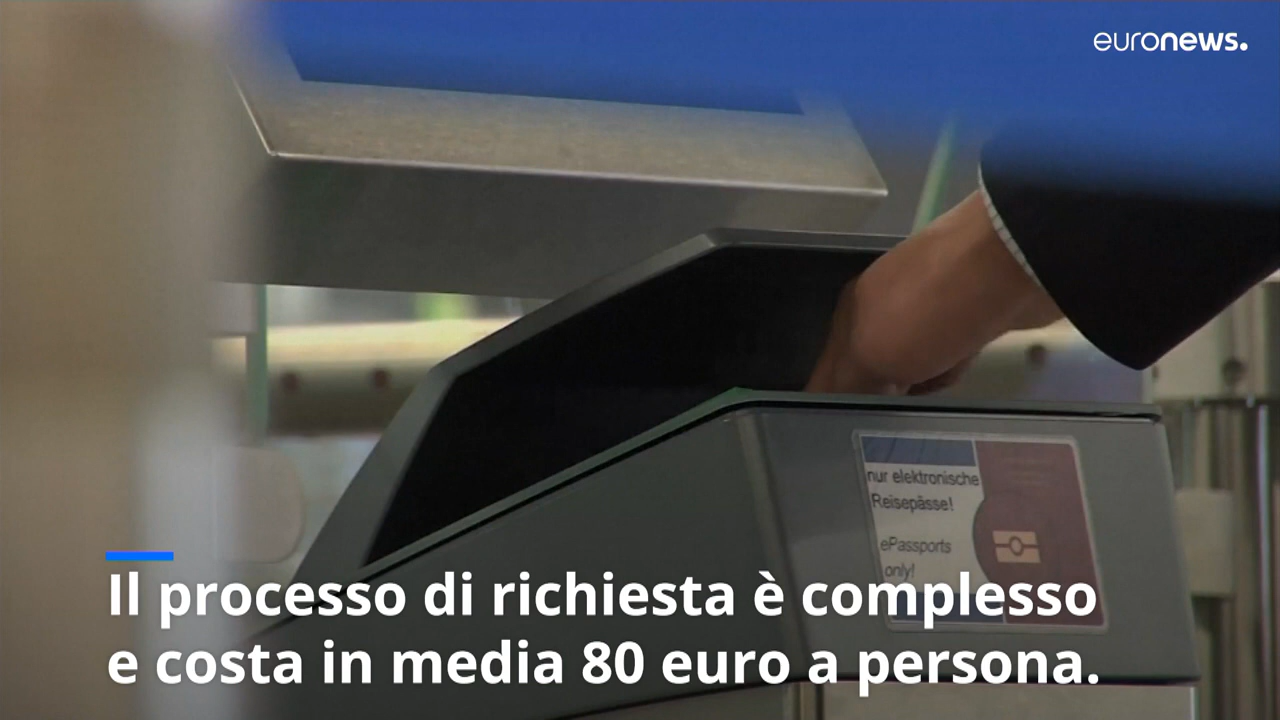 euronews.
nur elektronische
Reisepässe!
ePassports
only!
Il processo di richiesta è complesso
e costa in media 80 euro a persona.